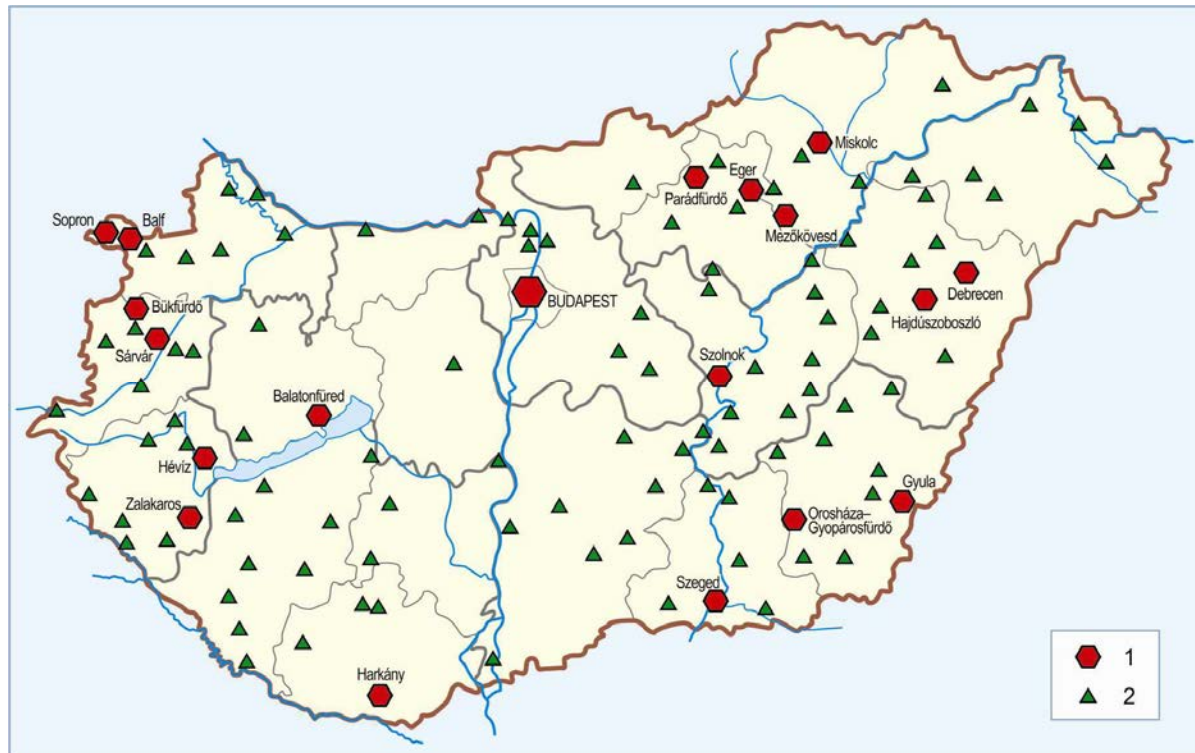 Miskolc
Eger
Parádfürdő
Mezőkövesd
Sopron
Balf
Debrecen
Hajdúszoboszló
BUDAPEST
Bükfürdő
Sárvár
Szolnok
Balatonfüred
Hévíz
Zalakaros
Gyula
Orosháza–
Gyopárosfürdő
Szeged
Harkány
1
2